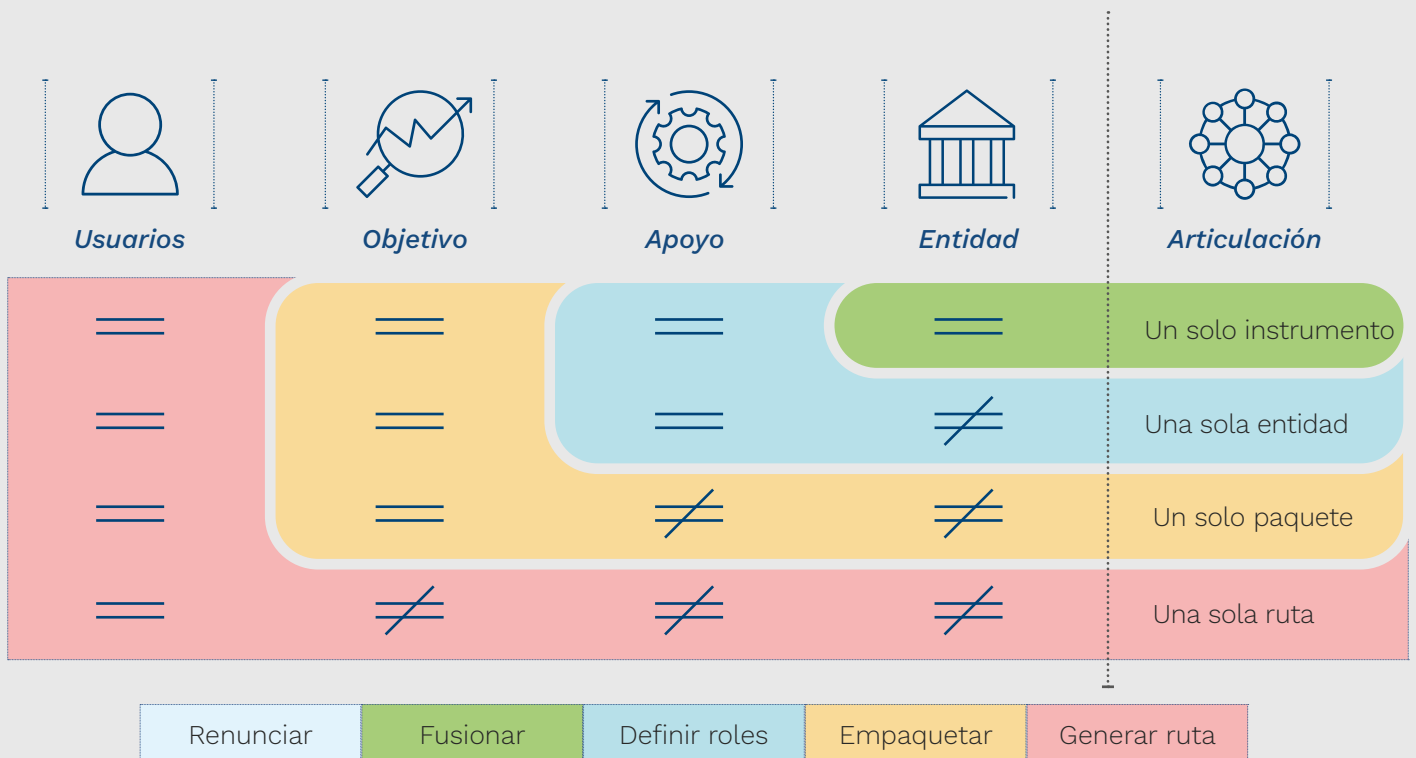 Usuarios
Objetivo
Apoyo
Entidad
Articulación
Un solo instrumento
Una sola entidad
Un solo paquete
Una sola ruta
Renunciar
Fusionar
Definir roles
Empaquetar
Generar ruta